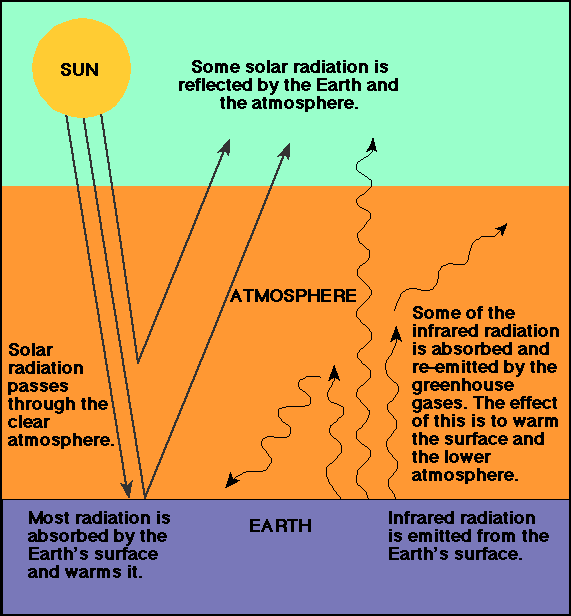 SUN
Some solar radiation is
reflected by the Earth and
the atmosphere.
ATMOSPHERE
Solar
radiation
passes
through the
clear
atmosphere.
Some of the
infrared radiation
is absorbed and
re-emitted by the
greenhouse
gases. The effect
of this is to warm
the surface and
the lower
atmosphere.
Most radiation is
absorbed by the
Earth's surface
and warms it.
EARTH
Infrared radiation
is emitted from the
Earth's surface.